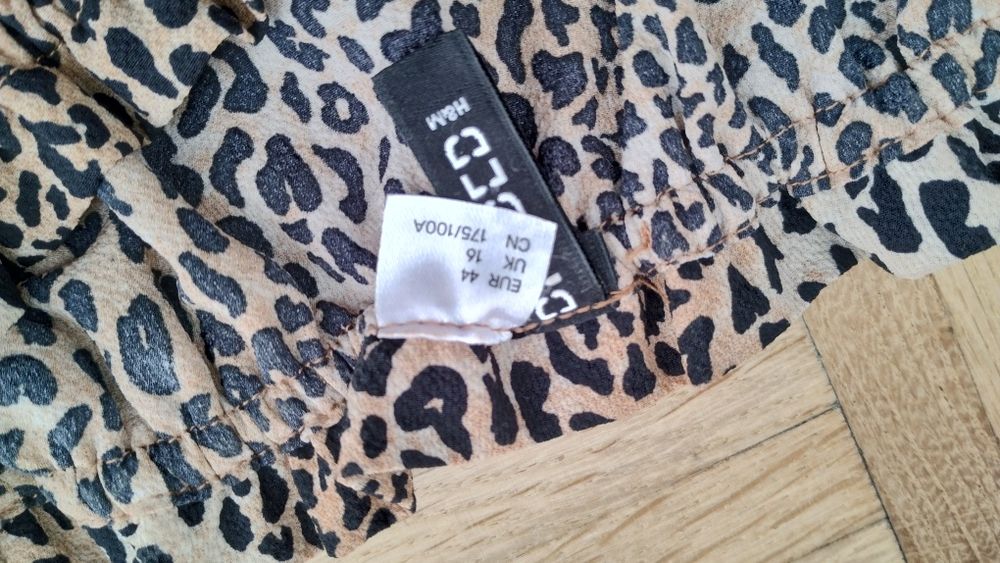 H&M
EUR 44
UK 16
CN 175/100A